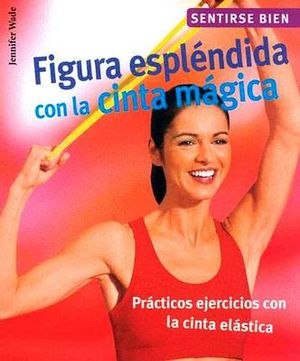 Jennifer Wade
SENTIRSE BIEN
Figura espléndida
con la cinta mágica
Prácticos ejercicios con
la cinta elástica